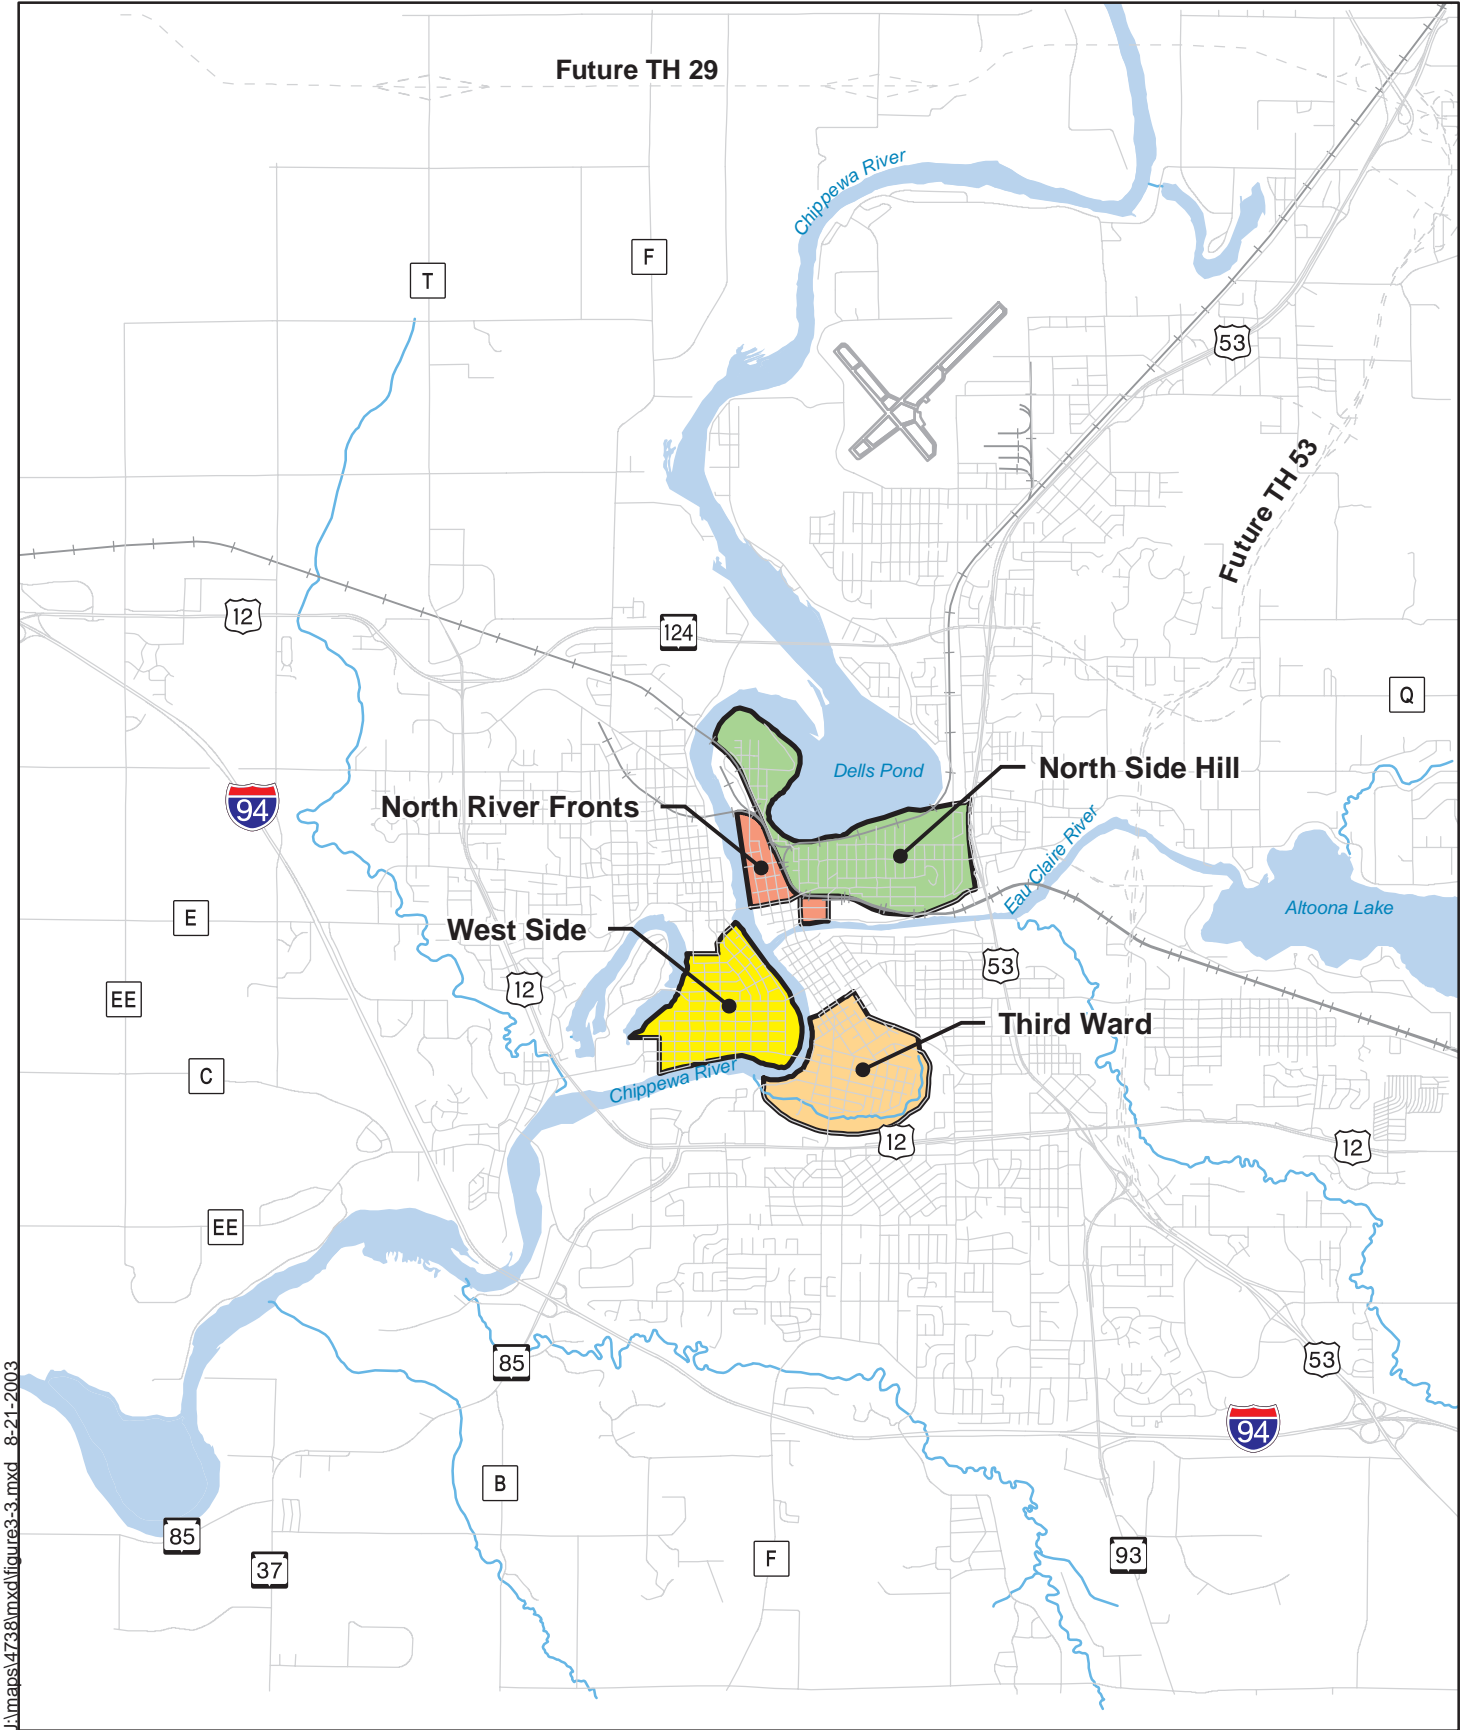 Future TH 29
Chippewa River
F
T
53
Future TH 53
12
124
Q
Dells Pond
North Side Hill
94
North River Fronts
Eau Claire River
E
Altoona Lake
West Side
53
12
EE
Third Ward
C
Chippewa River
12
12
EE
85
53
94
B
85
37
F
93
J:\maps\4738\mxd\figure3-3.mxd 8-21-2003